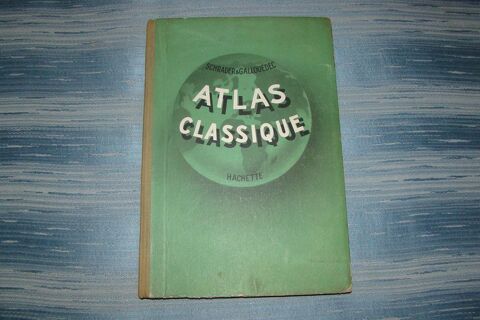 SCHRADER & GALLOUÉDEC
ATLAS
CLASSIQUE
HACHETTE